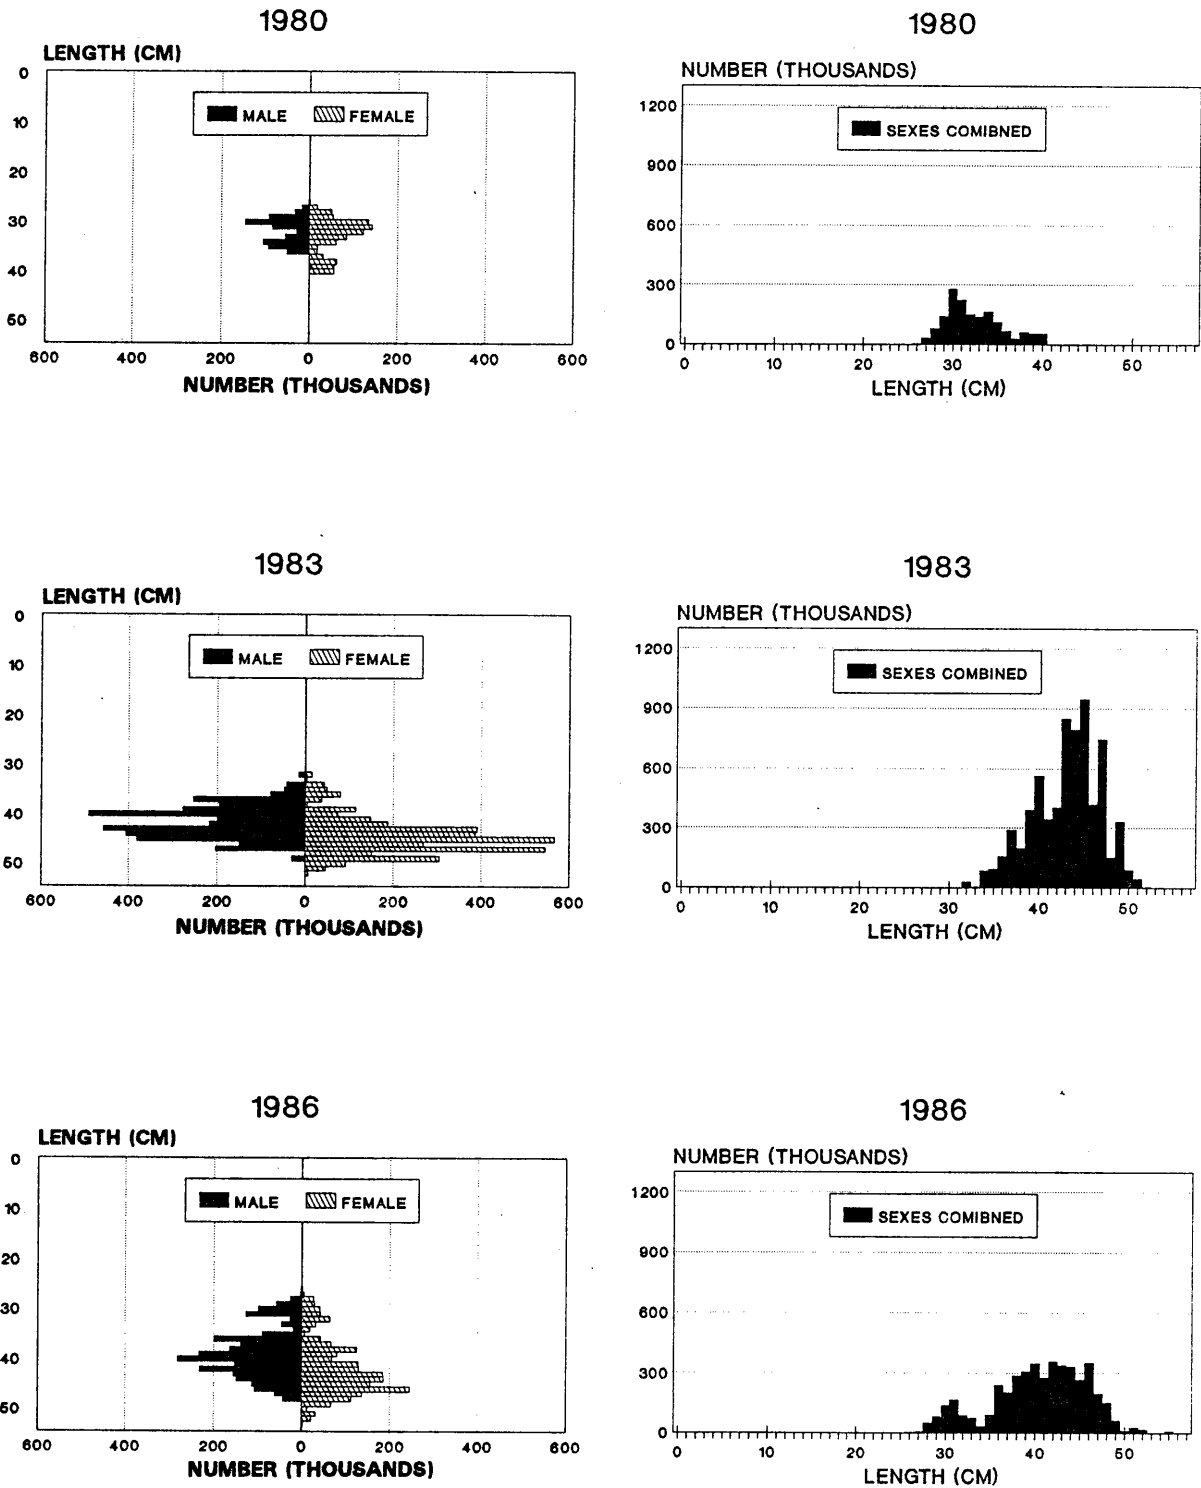 1980
LENGTH (CM)
0
MALE FEMALE
10
20
30
40
50
600 400 200 0 200 400 600
NUMBER (THOUSANDS)
1980
NUMBER (THOUSANDS)
1200
SEXES COMIBNED
900
600
300
0
0 10 20 30 40 50
LENGTH (CM)
1983
LENGTH (CM)
0
MALE FEMALE
10
20
30
40
50
600 400 200 0 200 400 600
NUMBER (THOUSANDS)
1983
NUMBER (THOUSANDS)
1200
SEXES COMBINED
900
600
300
0
0 10 20 30 40 50
LENGTH (CM)
1986
LENGTH (CM)
0
MALE FEMALE
10
20
30
40
50
600 400 200 0 200 400 600
NUMBER (THOUSANDS)
1986
NUMBER (THOUSANDS)
1200
SEXES COMIBNED
900
600
300
0
0 10 20 30 40 50
LENGTH (CM)